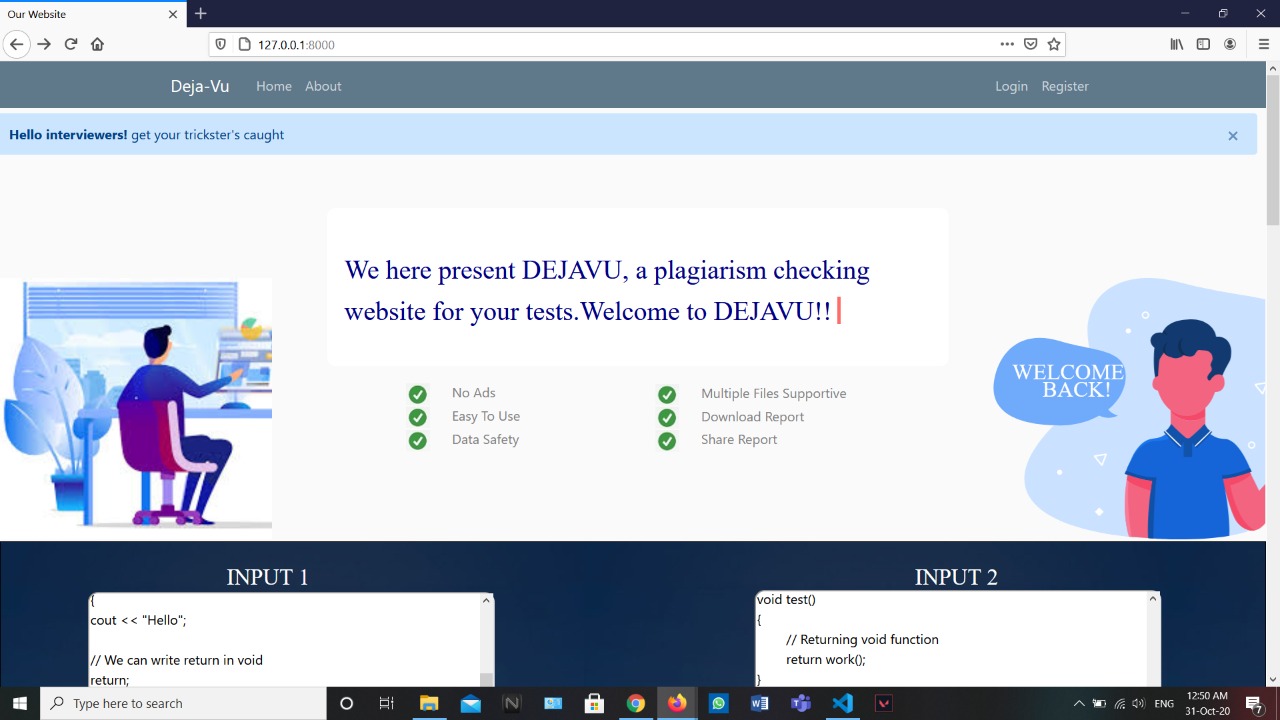 Our Website
127.0.0.1:8000
Deja-Vu Home About Login Register
Hello interviewers! get your trickster's caught
We here present DEJAVU, a plagiarism checking
website for your tests.Welcome to DEJAVU!!
WELCOME
BACK!
No Ads Multiple Files Supportive
Easy To Use Download Report
Data Safety Share Report
INPUT 1 INPUT 2
{
cout << "Hello";
// We can write return in void
return;
void test()
{
// Returning void function
return work();
}
Type here to search
ENG
12:50 AM
31-Oct-20
7